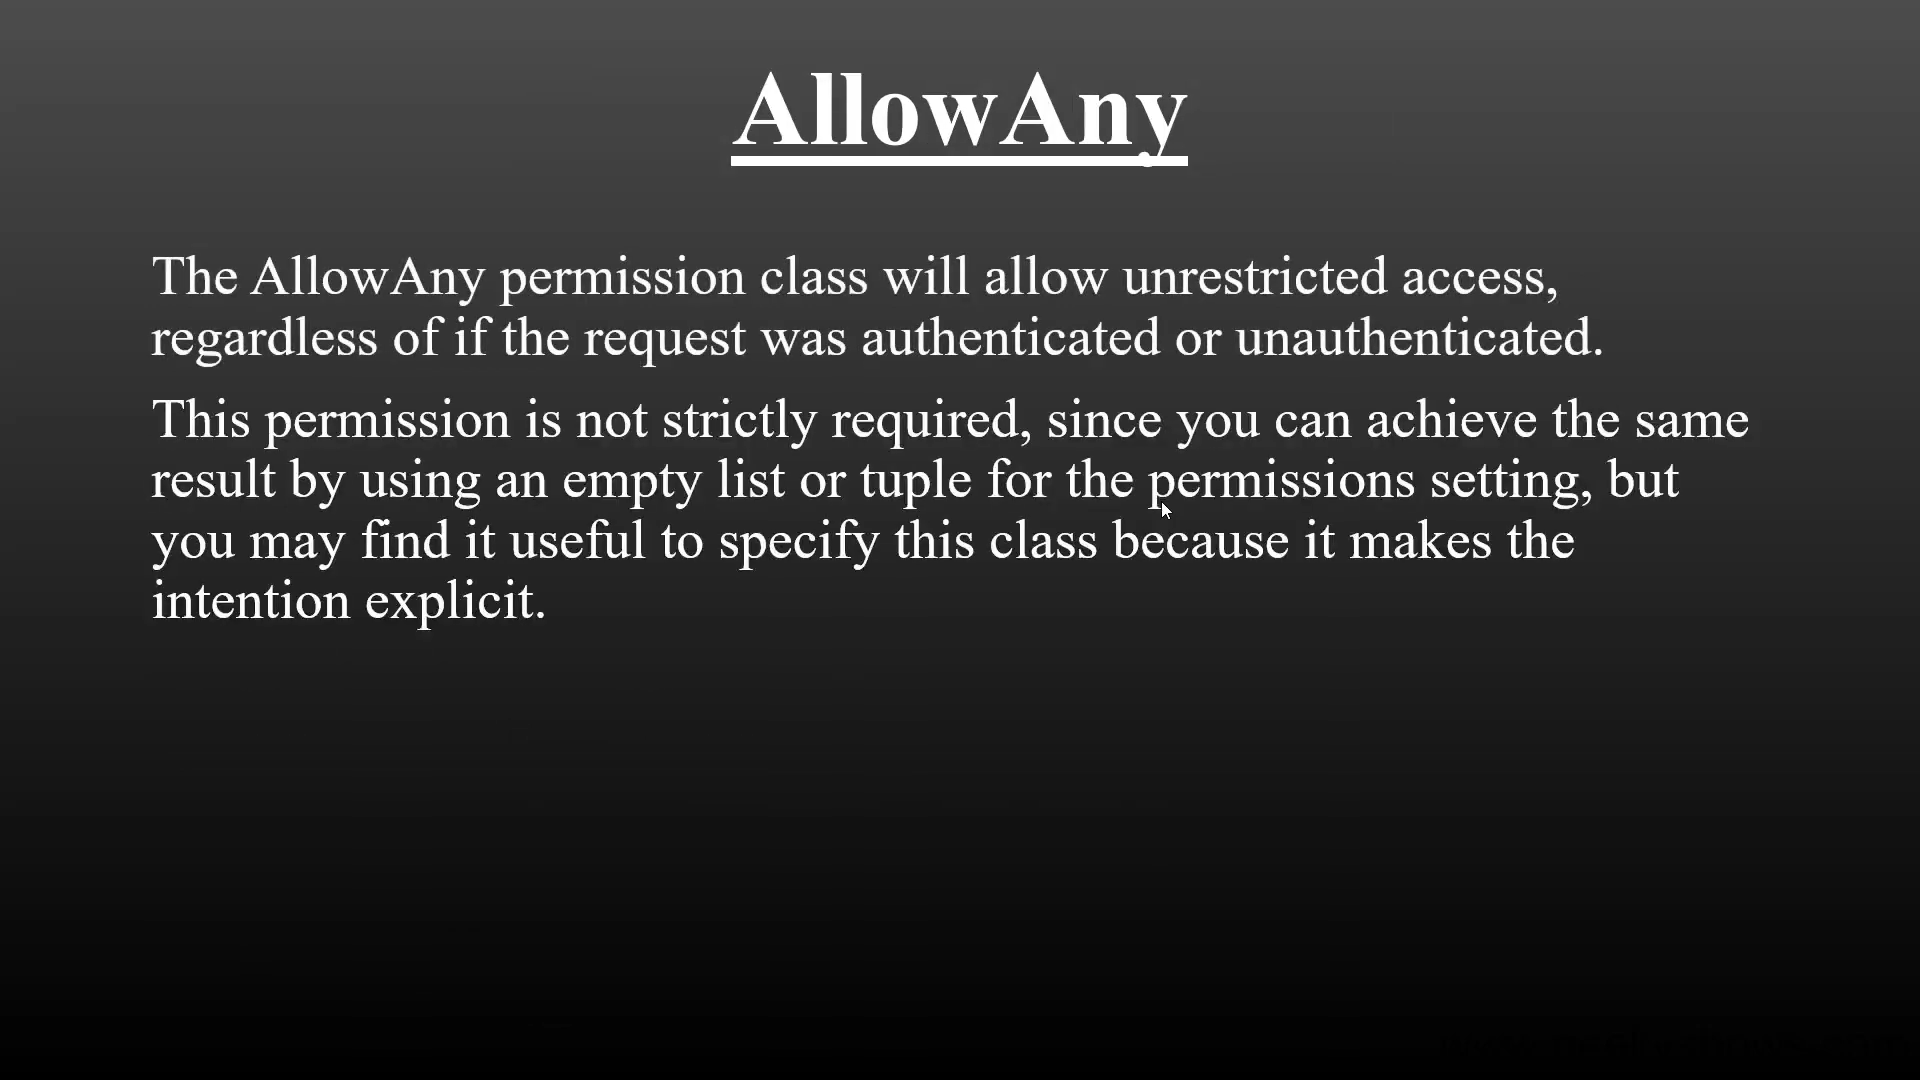 AllowAny
The AllowAny permission class will allow unrestricted access,
regardless of if the request was authenticated or unauthenticated.
This permission is not strictly required, since you can achieve the same
result by using an empty list or tuple for the permissions setting, but
you may find it useful to specify this class because it makes the
intention explicit.